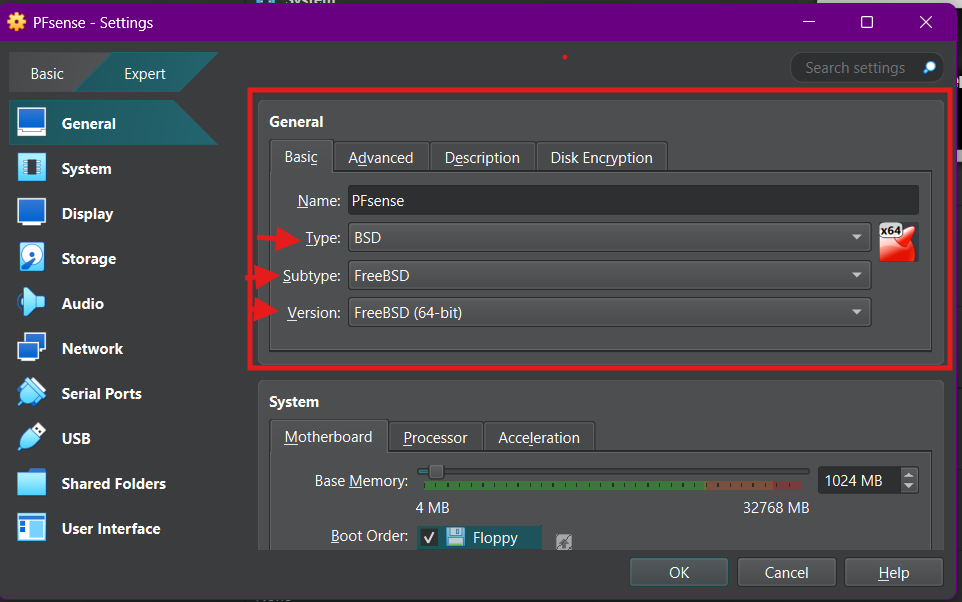 PFsense - Settings
Basic
Expert
Search settings
General
System
Display
Storage
Audio
Network
Serial Ports
USB
Shared Folders
User Interface
General
Basic Advanced Description Disk Encryption
Name: PFsense
Type: BSD
x64
Subtype: FreeBSD
Version: FreeBSD (64-bit)
System
Motherboard Processor Acceleration
Base Memory: 1024 MB
4 MB 32768 MB
Boot Order: Floppy
OK Cancel Help